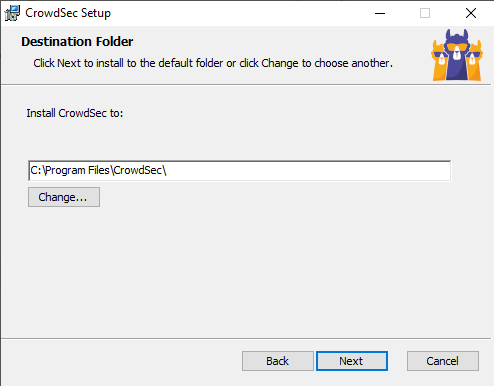 CrowdSec Setup
Destination Folder
Click Next to install to the default folder or click Change to choose another.
Install CrowdSec to:
C:\Program Files\CrowdSec\
Change...
Back Next Cancel